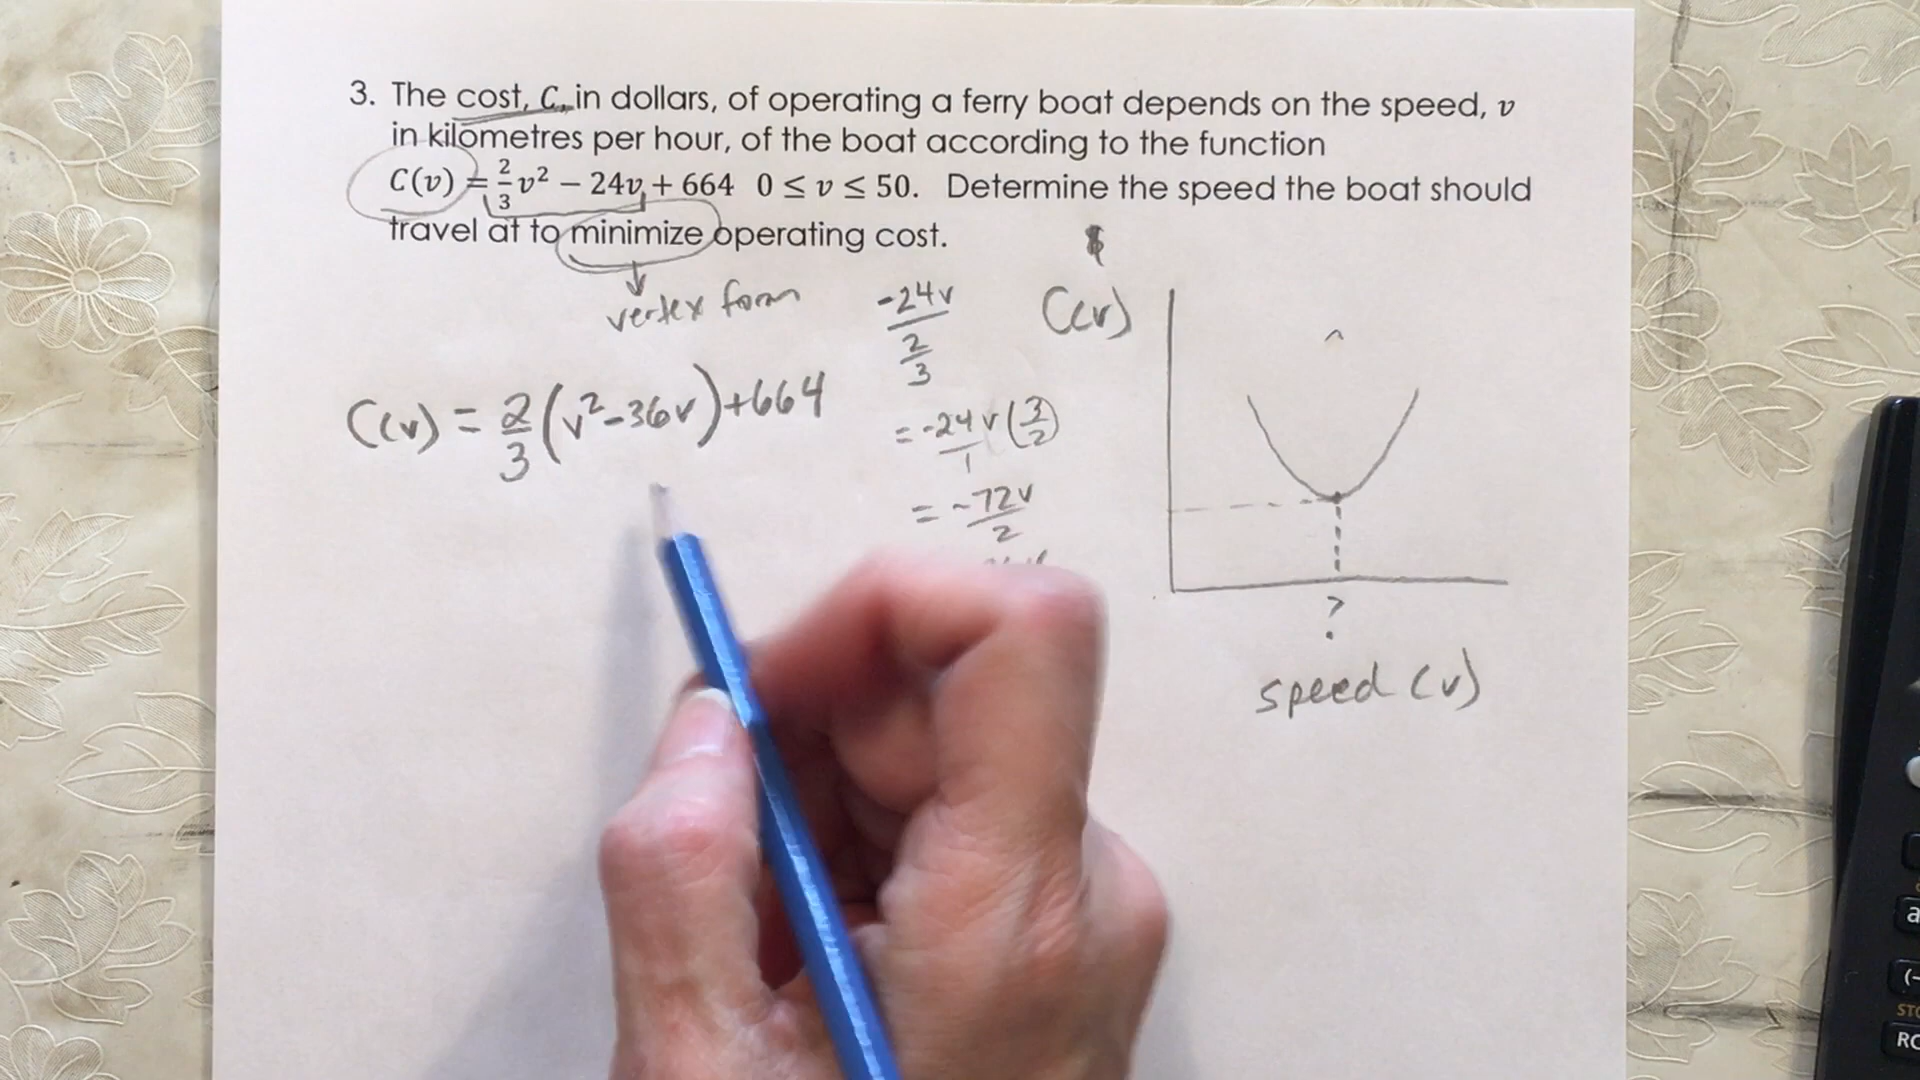 3. The cost, C, in dollars, of operating a ferry boat depends on the speed, v
in kilometres per hour, of the boat according to the function
C(v) = 2/3 v² − 24v + 664 0 ≤ v ≤ 50. Determine the speed the boat should
travel at to minimize operating cost.
vertex form
C(v) = 2/3 (v² - 36v) + 664
-24v / 2/3
= -24v/1 (3/2)
= -72v/2
$
C(v)
?
speed (v)
a
(-
STO
RC